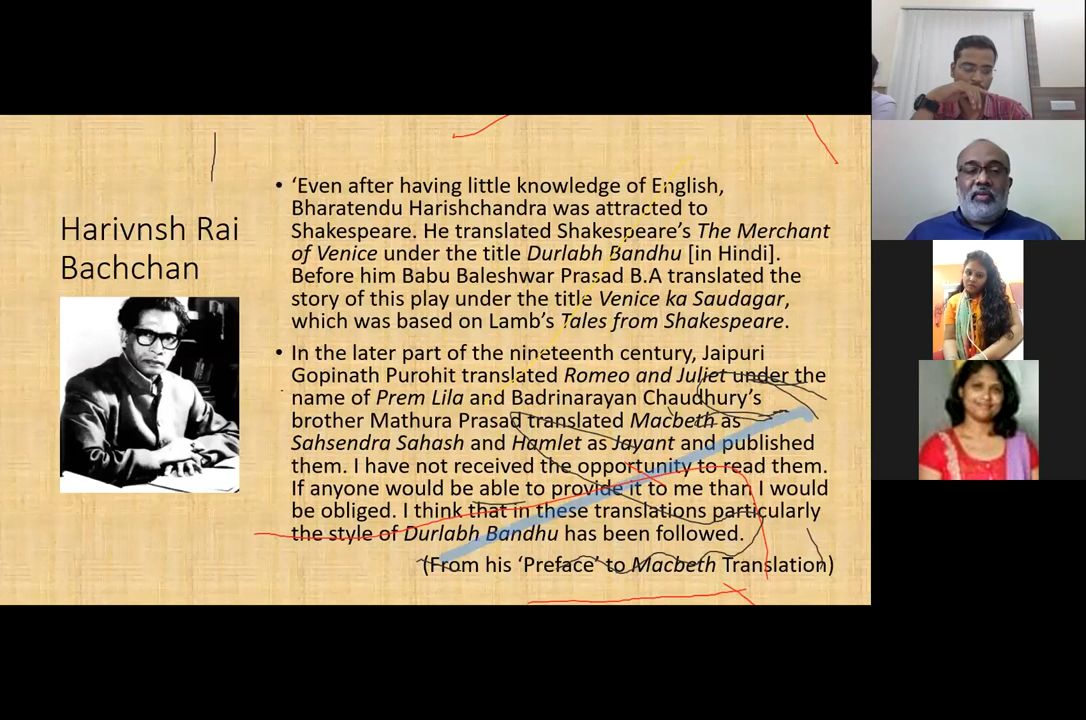 Harivnsh Rai
Bachchan
• ‘Even after having little knowledge of English,
Bharatendu Harishchandra was attracted to
Shakespeare. He translated Shakespeare’s The Merchant
of Venice under the title Durlabh Bandhu [in Hindi].
Before him Babu Baleshwar Prasad B.A translated the
story of this play under the title Venice ka Saudagar,
which was based on Lamb’s Tales from Shakespeare.
• In the later part of the nineteenth century, Jaipuri
Gopinath Purohit translated Romeo and Juliet under the
name of Prem Lila and Badrinarayan Chaudhury’s
brother Mathura Prasad translated Macbeth as
Sahsendra Sahash and Hamlet as Jayant and published
them. I have not received the opportunity to read them.
If anyone would be able to provide it to me than I would
be obliged. I think that in these translations particularly
the style of Durlabh Bandhu has been followed.
(From his ‘Preface’ to Macbeth Translation)